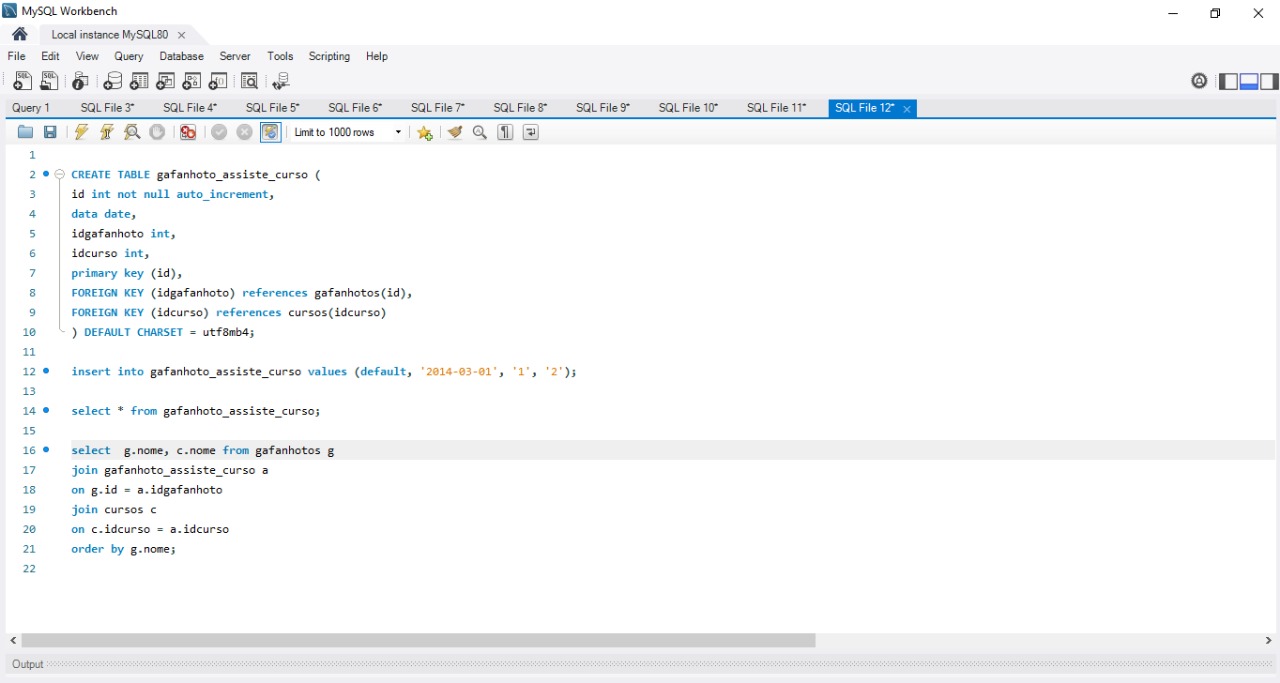 MySQL Workbench
Local instance MySQL80
File Edit View Query Database Server Tools Scripting Help
Query 1 SQL File 3* SQL File 4* SQL File 5* SQL File 6* SQL File 7* SQL File 8* SQL File 9* SQL File 10* SQL File 11* SQL File 12*
Limit to 1000 rows
1
2 CREATE TABLE gafanhoto_assiste_curso (
3 id int not null auto_increment,
4 data date,
5 idgafanhoto int,
6 idcurso int,
7 primary key (id),
8 FOREIGN KEY (idgafanhoto) references gafanhotos(id),
9 FOREIGN KEY (idcurso) references cursos(idcurso)
10 ) DEFAULT CHARSET = utf8mb4;
11
12 insert into gafanhoto_assiste_curso values (default, '2014-03-01', '1', '2');
13
14 select * from gafanhoto_assiste_curso;
15
16 select  g.nome, c.nome from gafanhotos g
17 join gafanhoto_assiste_curso a
18 on g.id = a.idgafanhoto
19 join cursos c
20 on c.idcurso = a.idcurso
21 order by g.nome;
22
Output